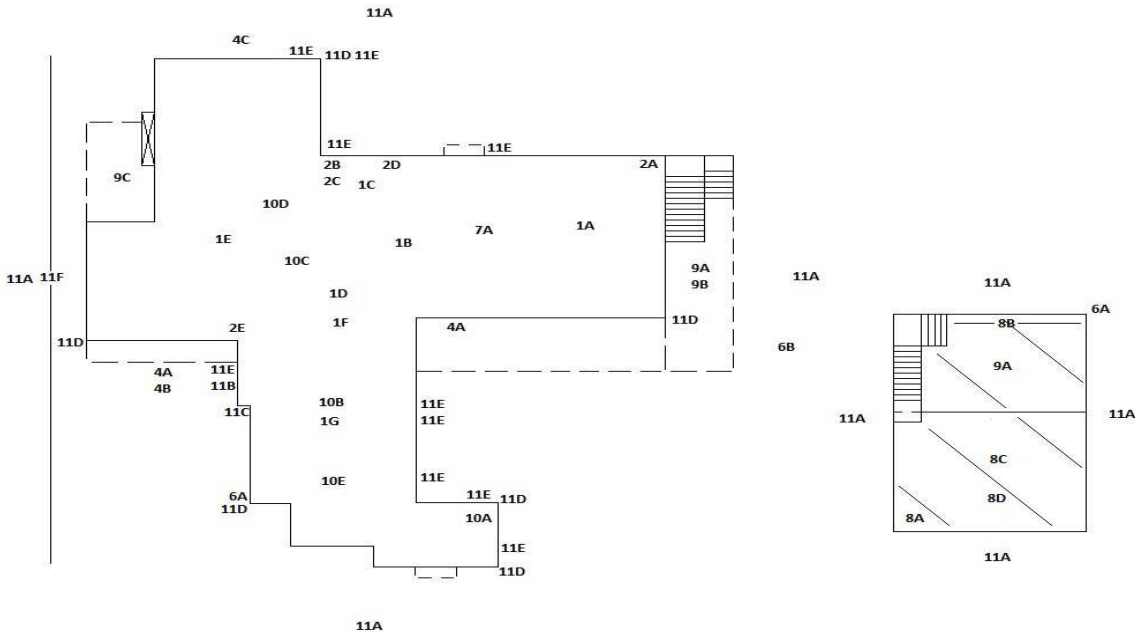 11A
4C
11E 11D 11E
11E 11E
2B 2D 2A
2C 1C
9C
10D
7A 1A
1E 1B
10C 9A
11A 11F 11A
9B 11A
1D
6A
2E 1F 4A 11D 8B
11D 6B
4A 11E 9A
4B 11B
11C 10B 11E 11A 11A
1G 11E
8C
10E 11E
6A 11E 11D 8D
11D 10A 8A
11E 11A
11D
11A